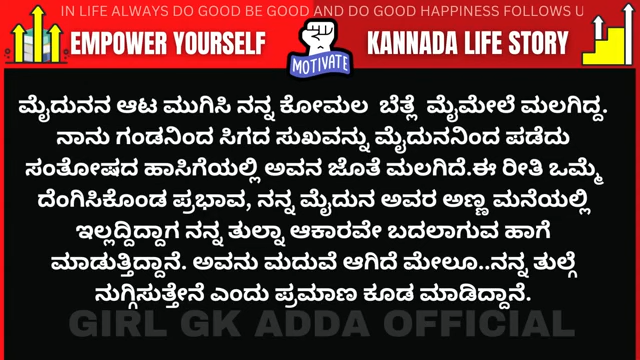 IN LIFE ALWAYS DO GOOD BE GOOD AND DO GOOD HAPPINESS FOLLOWS U
EMPOWER YOURSELF
MOTIVATE
KANNADA LIFE STORY
ಮೈದುನನ ಆಟ ಮುಗಿಸಿ ನನ್ನ ಕೋಮಲ ಬೆತ್ಲೆ ಮೈಮೇಲೆ ಮಲಗಿದ್ದ.
ನಾನು ಗಂಡನಿಂದ ಸಿಗದ ಸುಖವನ್ನು ಮೈದುನನಿಂದ ಪಡೆದು
ಸಂತೋಷದ ಹಾಸಿಗೆಯಲ್ಲಿ ಅವನ ಜೊತೆ ಮಲಗಿದೆ.ಈ ರೀತಿ ಒಮ್ಮೆ
ದೆಂಗಿಸಿಕೊಂಡ ಪ್ರಭಾವ, ನನ್ನ ಮೈದುನ ಅವರ ಅಣ್ಣ ಮನೆಯಲ್ಲಿ
ಇಲ್ಲದ್ದಿದ್ದಾಗ ನನ್ನ ತುಲ್ನಾ ಆಕಾರವೇ ಬದಲಾಗುವ ಹಾಗೆ
ಮಾಡುತ್ತಿದ್ದಾನೆ. ಅವನು ಮದುವೆ ಆಗಿದೆ ಮೇಲೂ..ನನ್ನ ತುಲ್ಗೆ
ನುಗ್ಗಿಸುತ್ತೇನೆ ಎಂದು ಪ್ರಮಾಣ ಕೂಡ ಮಾಡಿದ್ದಾನೆ.
GIRL GK ADDA OFFICIAL